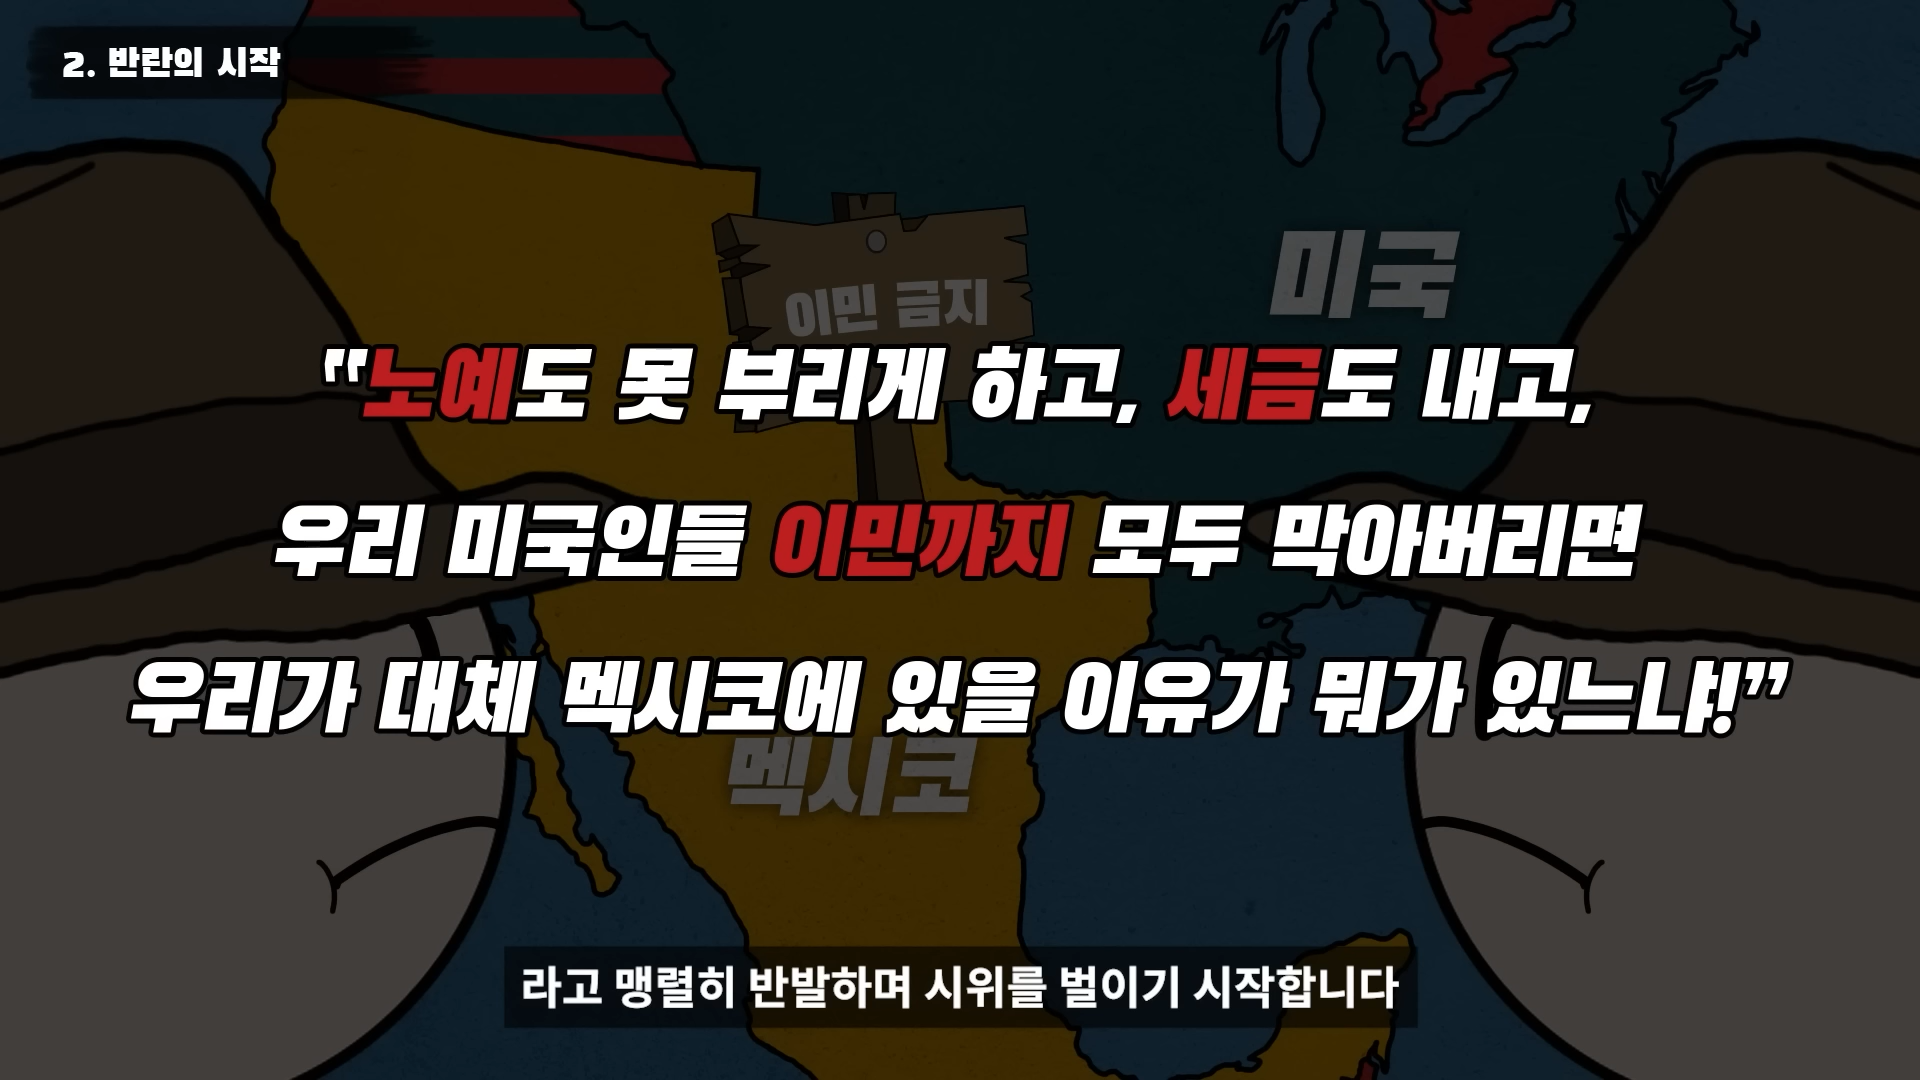 2. 반란의 시작
미국
이민 금지
“노예도 못 부리게 하고, 세금도 내고,
우리 미국인들 이민까지 모두 막아버리면
우리가 대체 멕시코에 있을 이유가 뭐가 있느냐!”
멕시코
라고 맹렬히 반발하며 시위를 벌이기 시작합니다